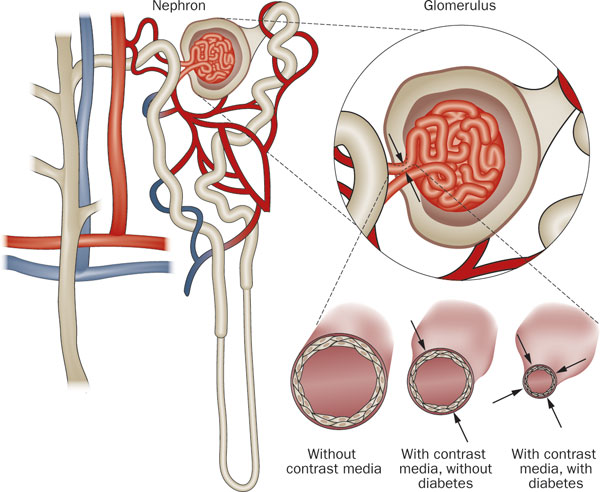 Nephron
Glomerulus
Without
contrast media
With contrast
media, without
diabetes
With contrast
media, with
diabetes